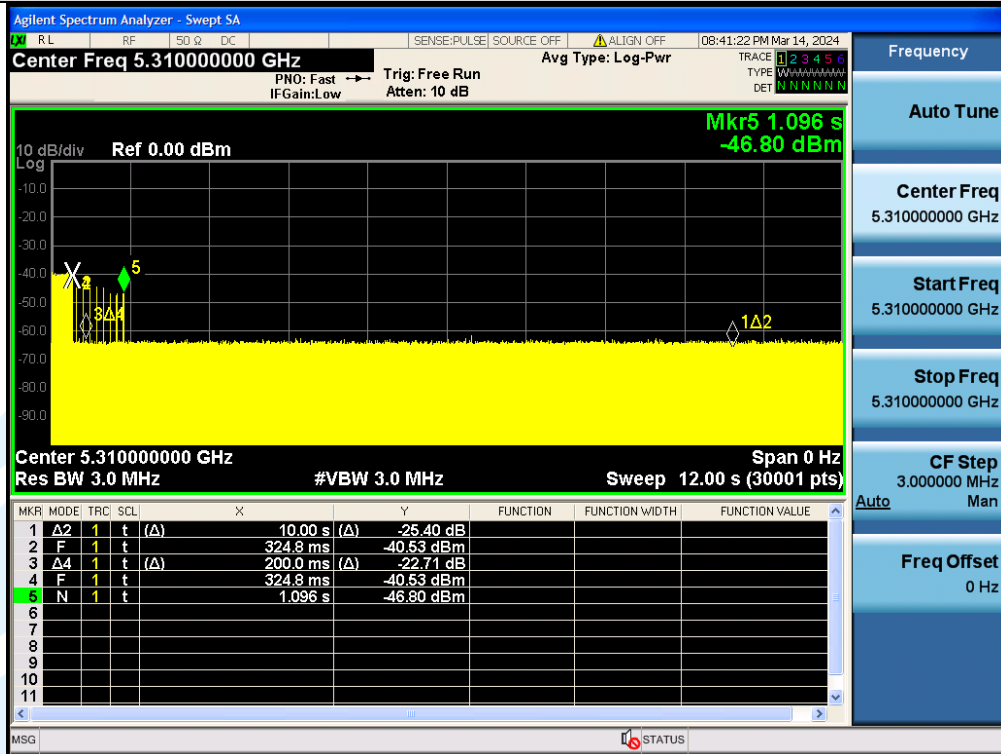 Agilent Spectrum Analyzer - Swept SA
LXI RL RF 50 Ω DC SENSE:PULSE SOURCE OFF ALIGN OFF 08:41:22 PM Mar 14, 2024
Center Freq 5.310000000 GHz Avg Type: Log-Pwr TRACE 1 2 3 4 5 6
PNO: Fast Trig: Free Run TYPE
IFGain:Low Atten: 10 dB DET N N N N N N
Mkr5 1.096 s
-46.80 dBm
10 dB/div Ref 0.00 dBm
Log
-10.0
-20.0
-30.0
-40.0
5
-50.0
3Δ4
1Δ2
-60.0
-70.0
-80.0
-90.0
Center 5.310000000 GHz Span 0 Hz
Res BW 3.0 MHz #VBW 3.0 MHz Sweep 12.00 s (30001 pts)
MKR MODE TRC SCL X Y FUNCTION FUNCTION WIDTH FUNCTION VALUE
1 Δ2 1 t (Δ) 10.00 s (Δ) -25.40 dB
2 F 1 t 324.8 ms -40.53 dBm
3 Δ4 1 t (Δ) 200.0 ms (Δ) -22.71 dB
4 F 1 t 324.8 ms -40.53 dBm
5 N 1 t 1.096 s -46.80 dBm
6
7
8
9
10
11
MSG STATUS
Frequency
Auto Tune
Center Freq
5.310000000 GHz
Start Freq
5.310000000 GHz
Stop Freq
5.310000000 GHz
CF Step
3.000000 MHz
Auto Man
Freq Offset
0 Hz